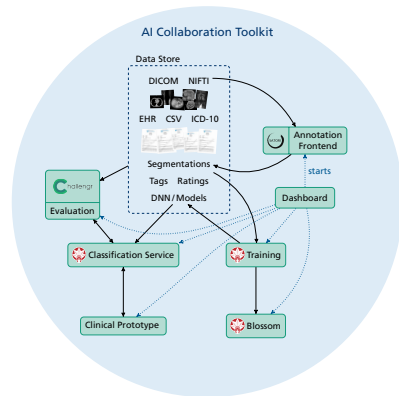 AI Collaboration Toolkit
Data Store
DICOM NIFTI
EHR CSV ICD-10
Segmentations
Tags Ratings
DNN/Models
Annotation
Frontend
starts
Dashboard
Challengr
Evaluation
Classification Service
Training
Clinical Prototype
Blossom